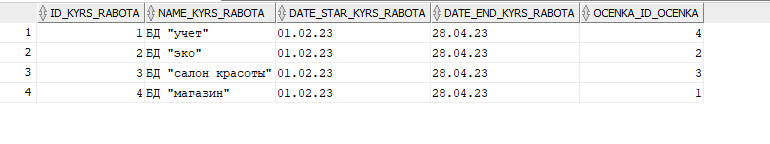 ID_KYRS_RABOTA NAME_KYRS_RABOTA DATE_STAR_KYRS_RABOTA DATE_END_KYRS_RABOTA OCENKA_ID_OCENKA
1 1 БД "учет" 01.02.23 28.04.23 4
2 2 БД "эко" 01.02.23 28.04.23 2
3 3 БД "салон красоты" 01.02.23 28.04.23 3
4 4 БД "магазин" 01.02.23 28.04.23 1